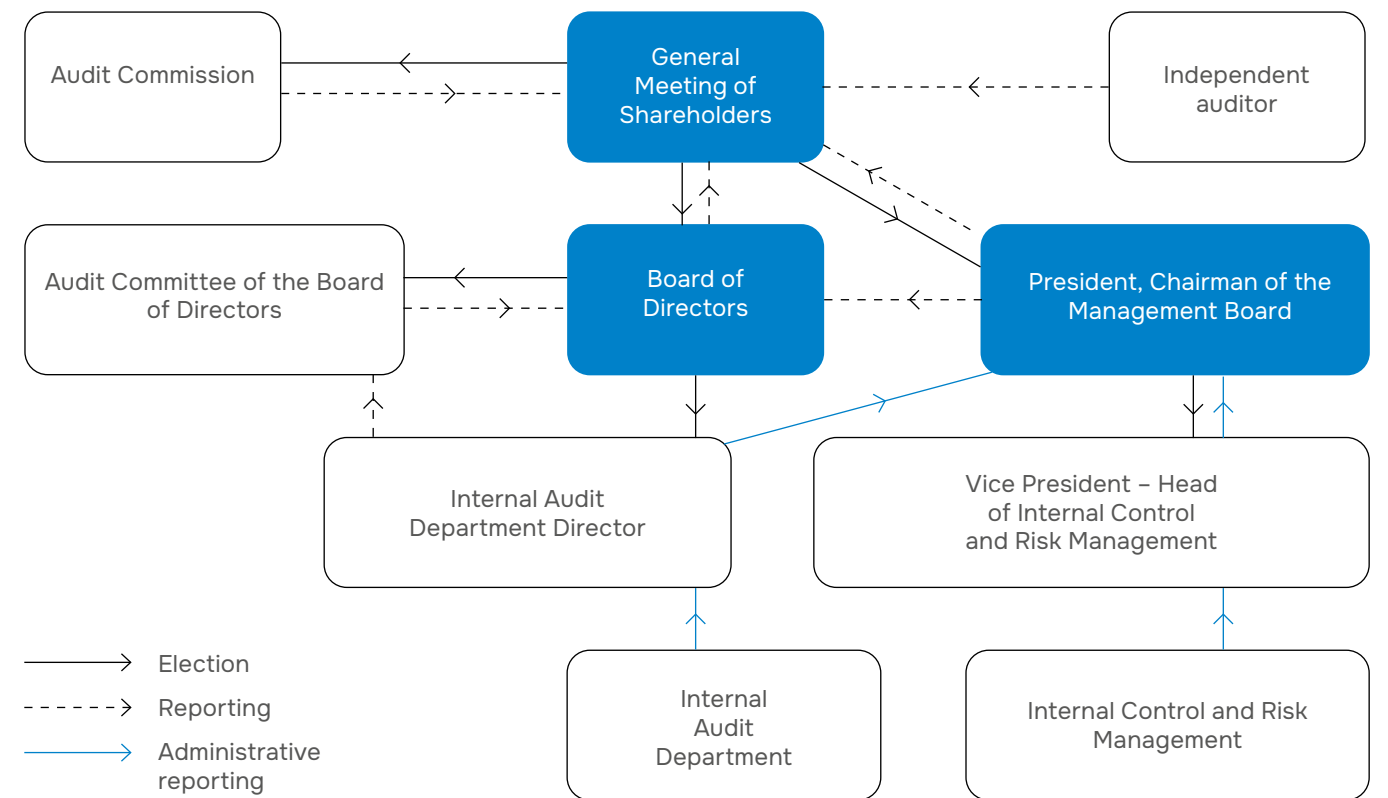 Audit Commission
General
Meeting of
Shareholders
Independent
auditor
Audit Committee of the Board
of Directors
Board of
Directors
President, Chairman of the
Management Board
Internal Audit
Department Director
Vice President – Head
of Internal Control
and Risk Management
Election
Reporting
Administrative
reporting
Internal
Audit
Department
Internal Control and Risk
Management